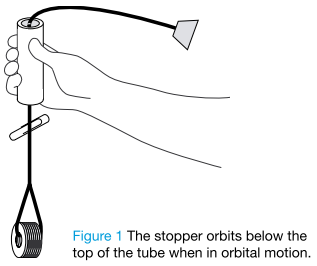 Figure 1 The stopper orbits below the
top of the tube when in orbital motion.